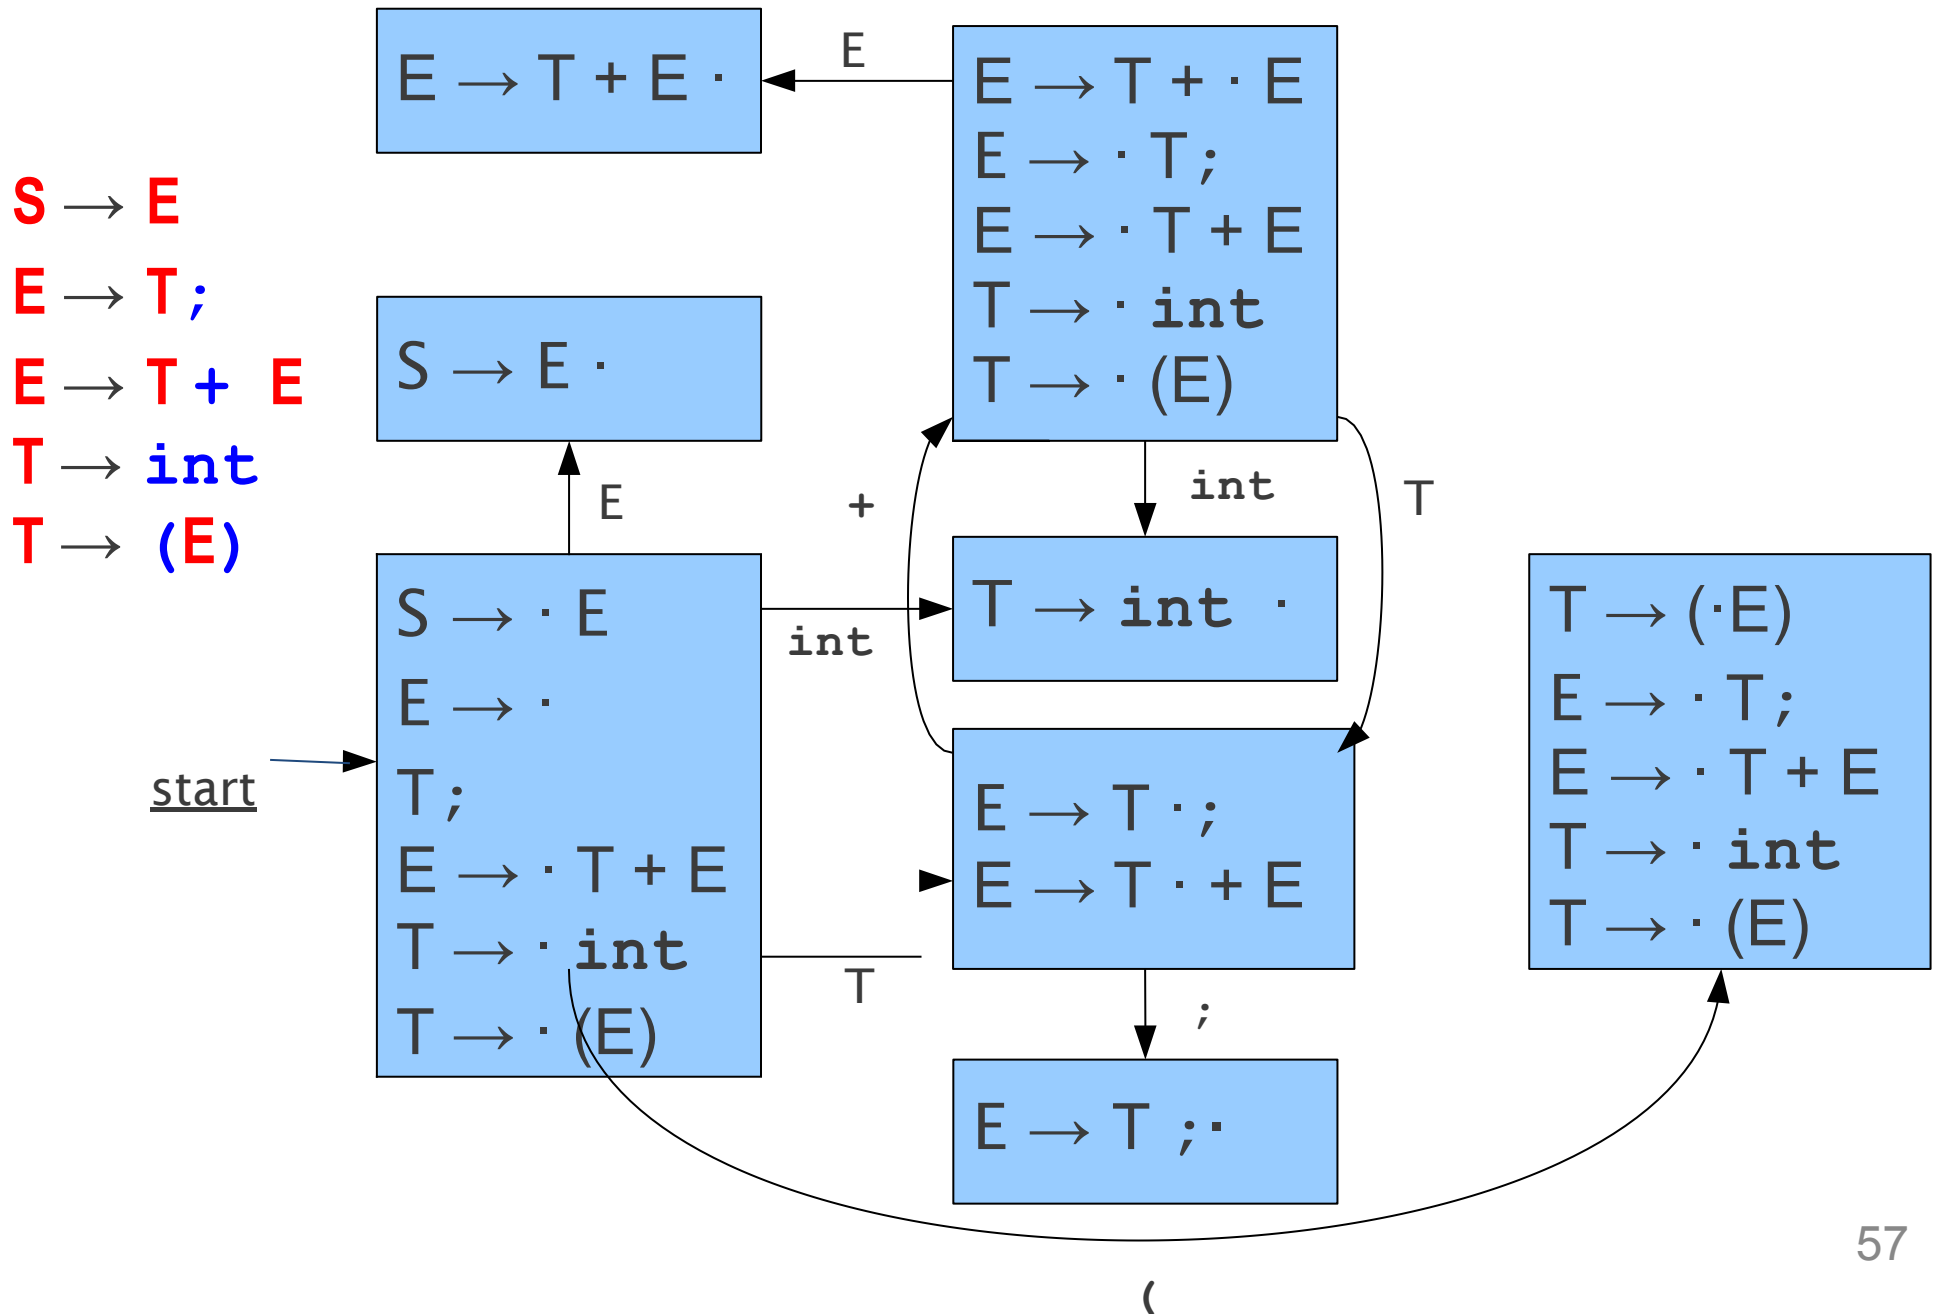 S → E
E → T;
E → T + E
T → int
T → (E)
start
E → T + E ·
E
S → E ·
E
S → · E
E → ·
T;
E → · T + E
T → · int
T → · (E)
int
T
+
E → T + · E
E → · T;
E → · T + E
T → · int
T → · (E)
int
T
T → int ·
E → T ·;
E → T · + E
;
E → T ;·
T → (·E)
E → · T;
E → · T + E
T → · int
T → · (E)
(
57